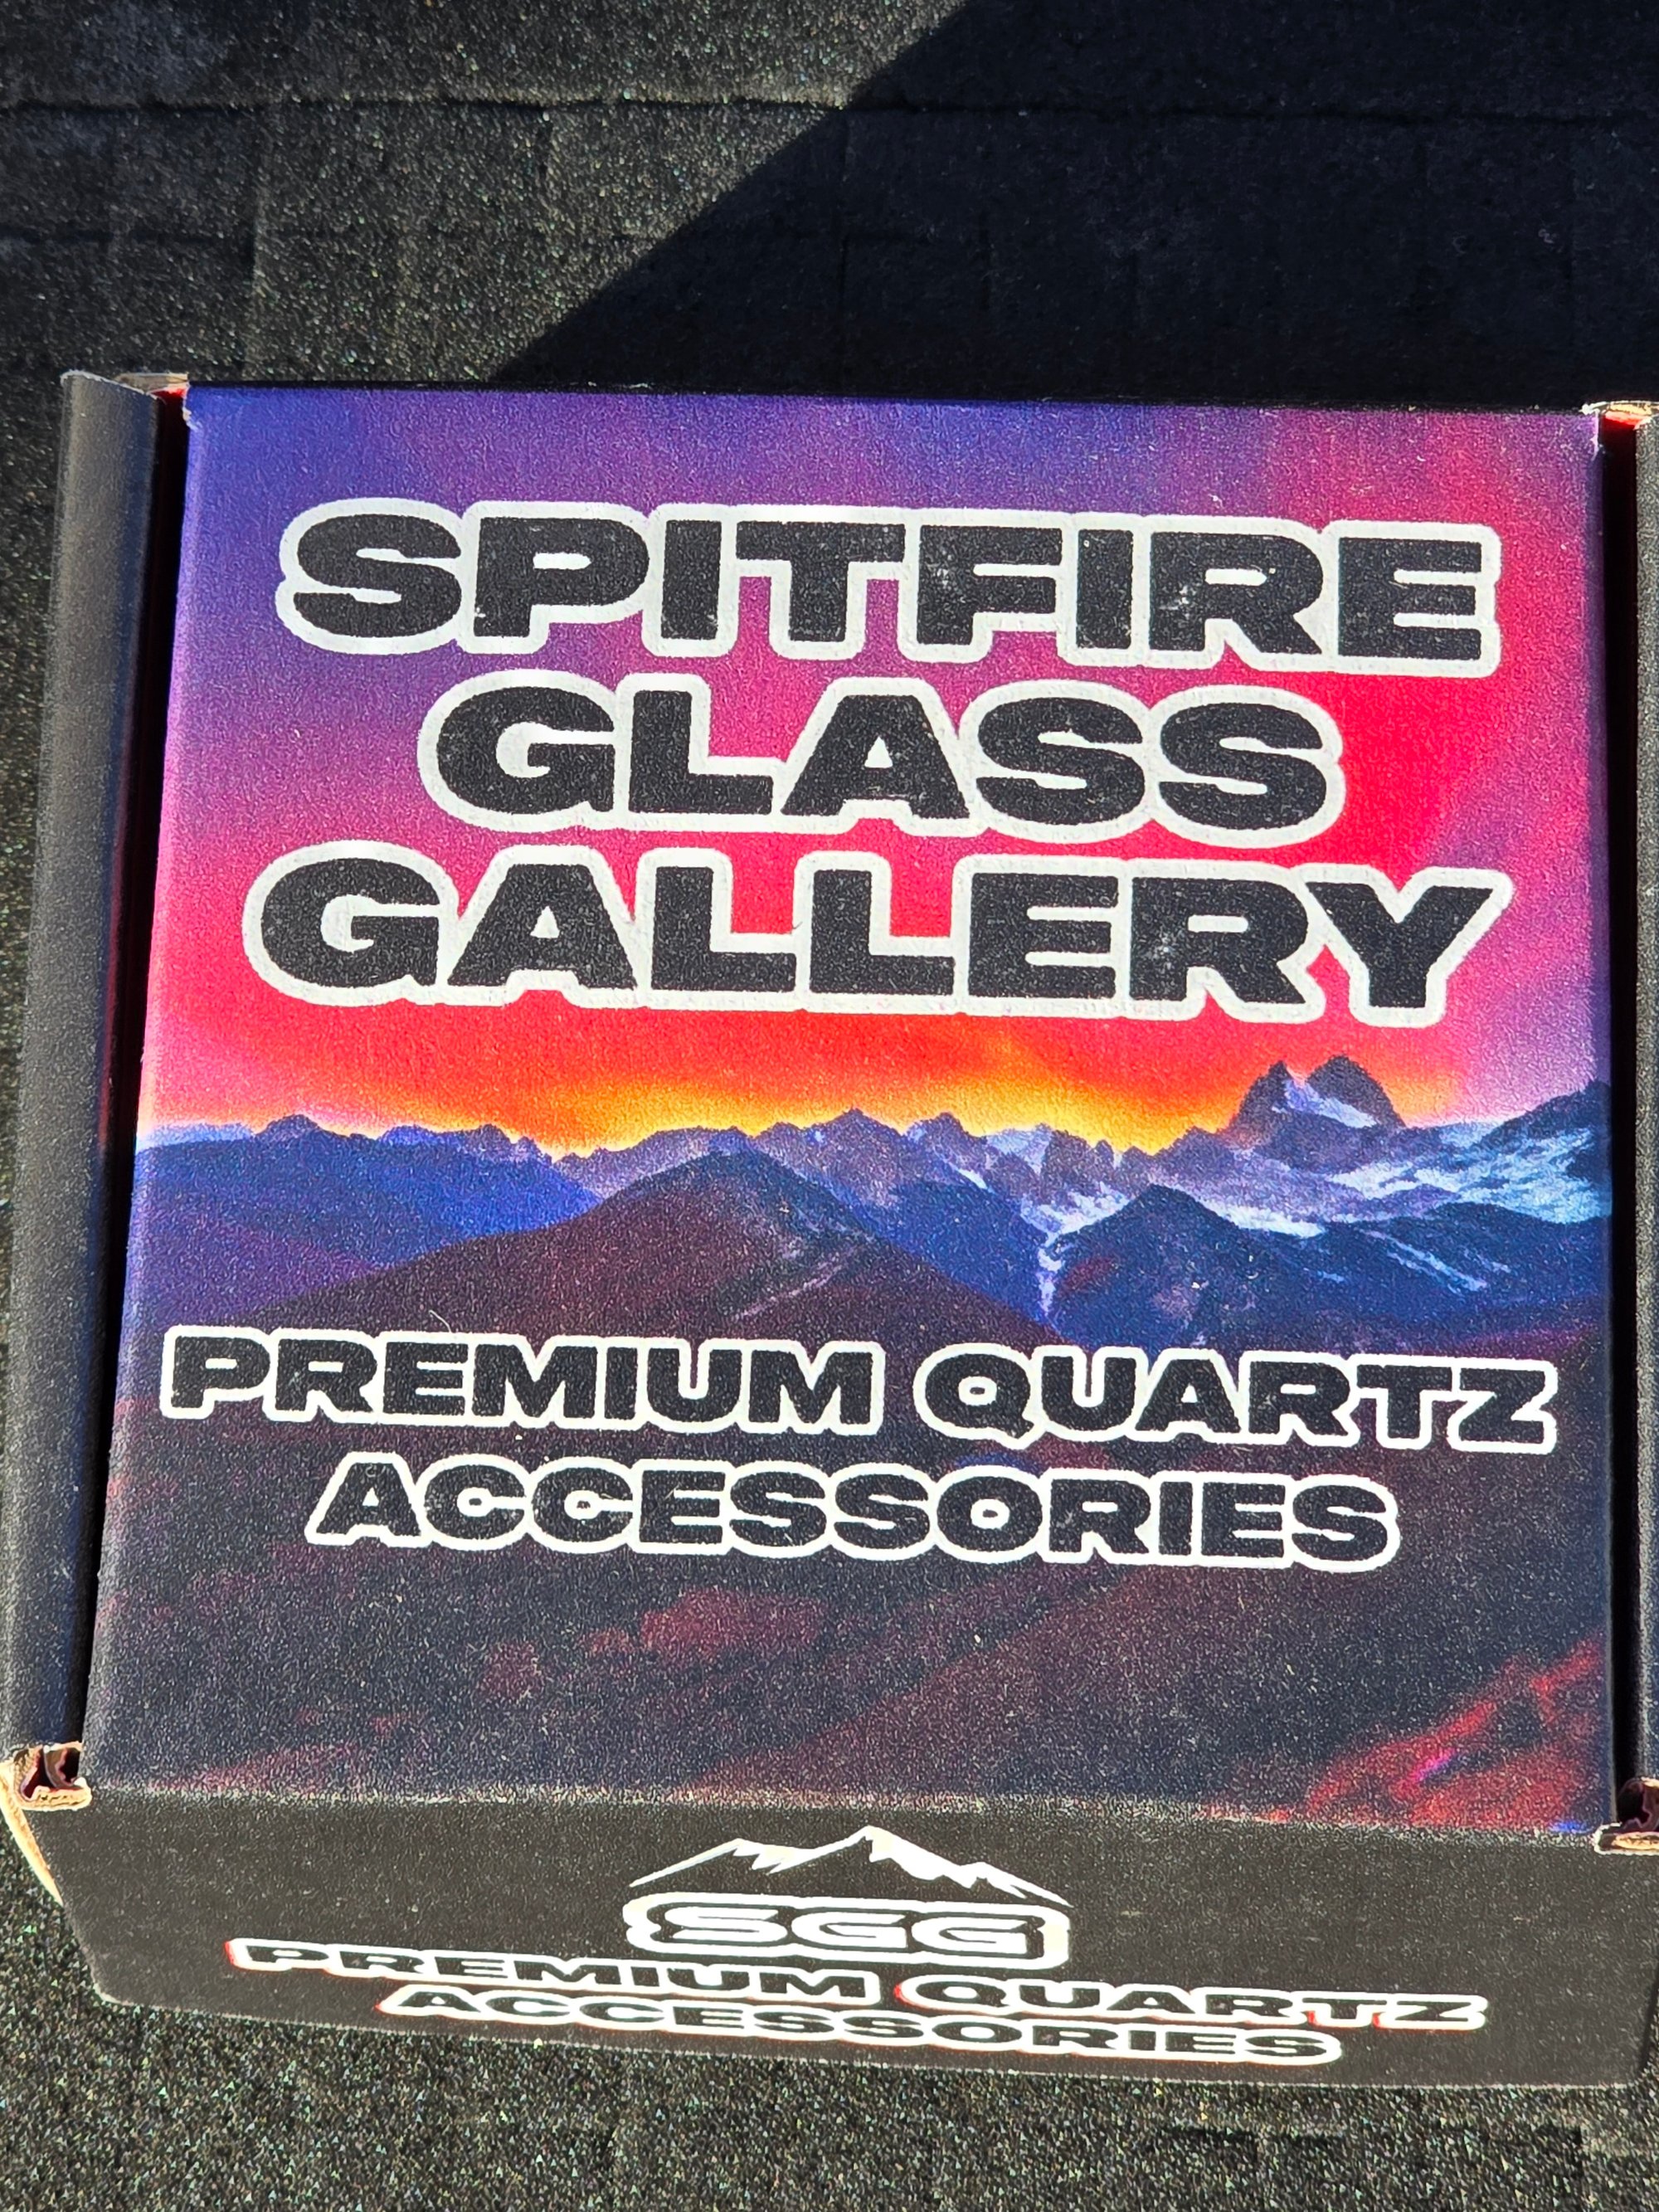 SPITFIRE
GLASS
GALLERY
PREMIUM QUARTZ
ACCESSORIES
SGG
PREMIUM QUARTZ
ACCESSORIES